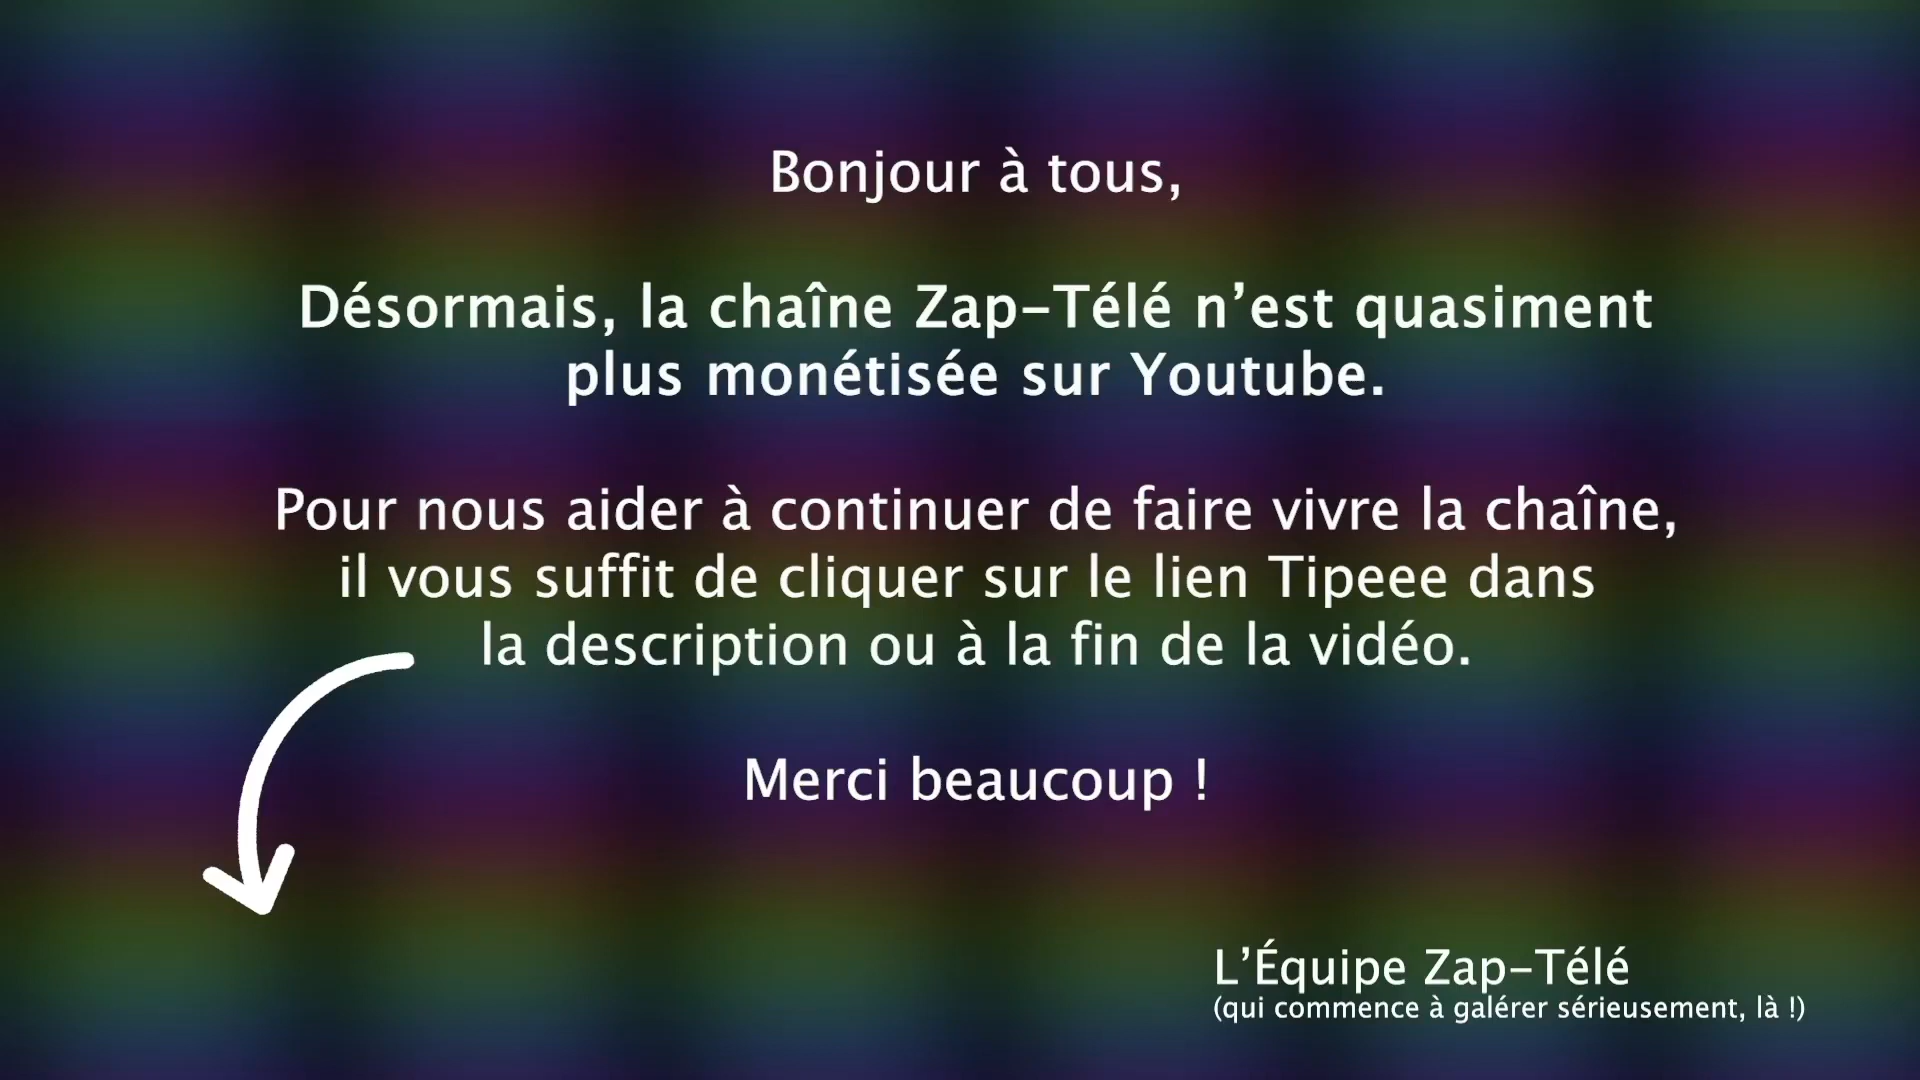 Bonjour à tous,
Désormais, la chaîne Zap-Télé n’est quasiment
plus monétisée sur Youtube.
Pour nous aider à continuer de faire vivre la chaîne,
il vous suffit de cliquer sur le lien Tipeee dans
la description ou à la fin de la vidéo.
Merci beaucoup !
L’Équipe Zap-Télé
(qui commence à galérer sérieusement, là !)